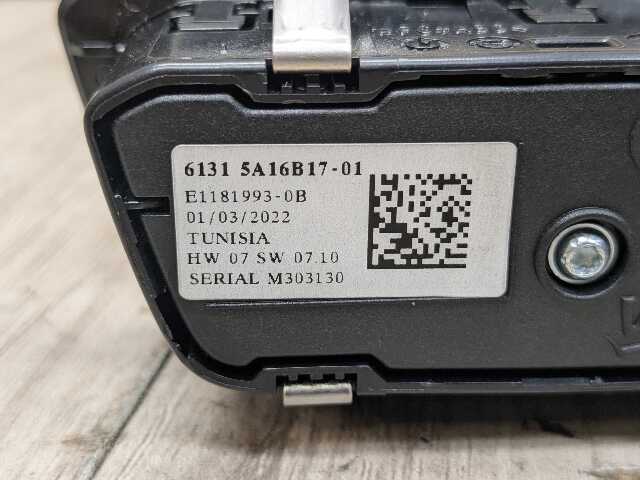 6131 5A16B17-01
E1181993-0B
01/03/2022
TUNISIA
HW 07 SW 07.10
SERIAL M303130